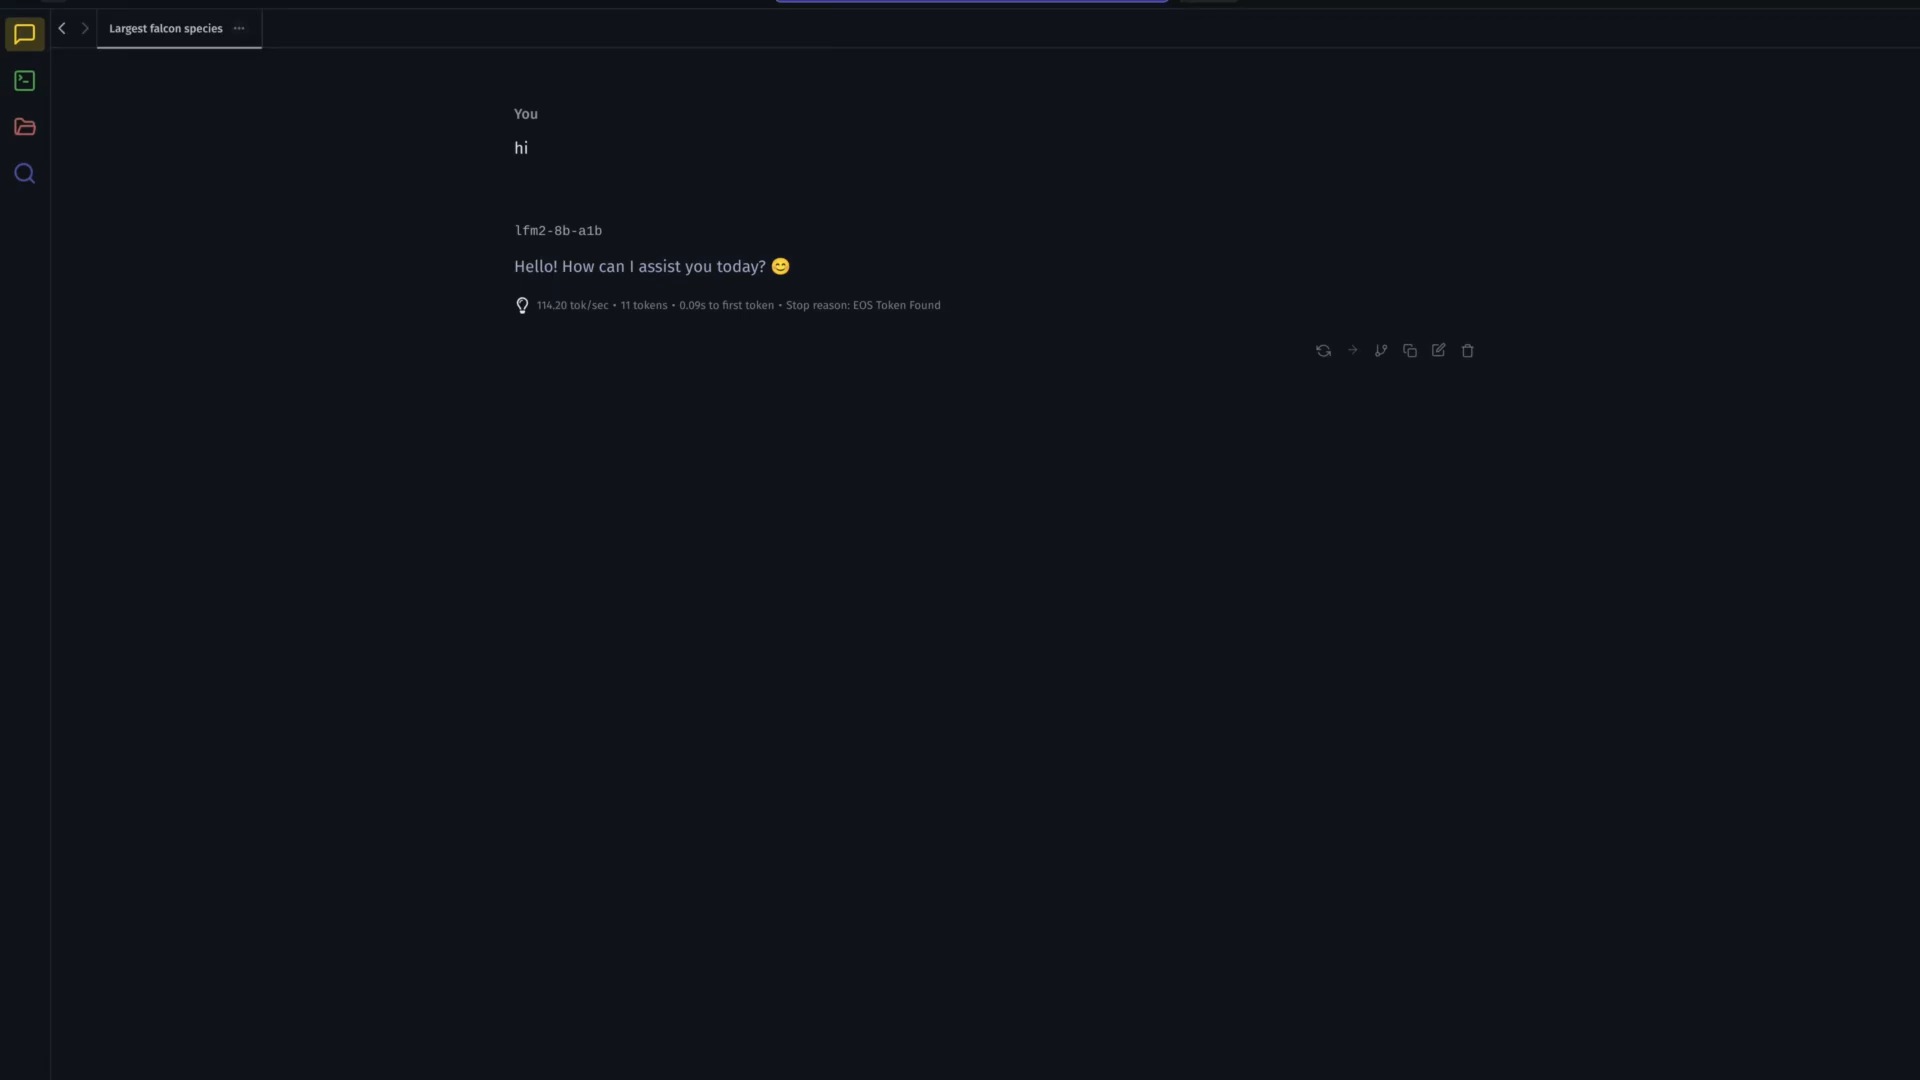 Largest falcon species
You
hi
lfm2-8b-a1b
Hello! How can I assist you today? 😊
114.20 tok/sec • 11 tokens • 0.09s to first token • Stop reason: EOS Token Found